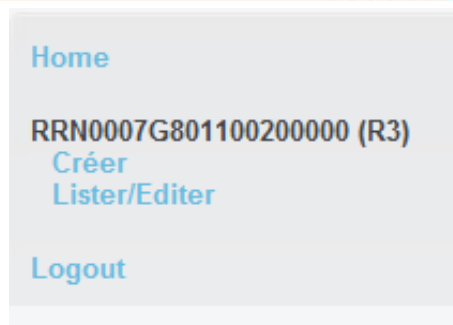 Home
RRN0007G801100200000 (R3)
Créer
Lister/Editer
Logout